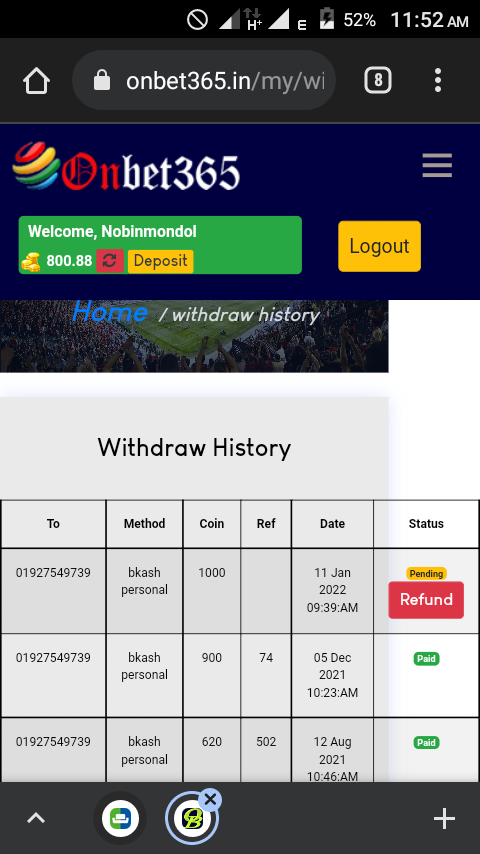 H+ E 52% 11:52 AM
onbet365.in/my/wi
8
Onbet365
Welcome, Nobinmondol
800.88 Deposit
Logout
Home / withdraw history
Withdraw History
To Method Coin Ref Date Status
01927549739 bkash personal 1000 11 Jan 2022 09:39:AM Pending
Refund
01927549739 bkash personal 900 74 05 Dec 2021 10:23:AM Paid
01927549739 bkash personal 620 502 12 Aug 2021 10:46:AM Paid